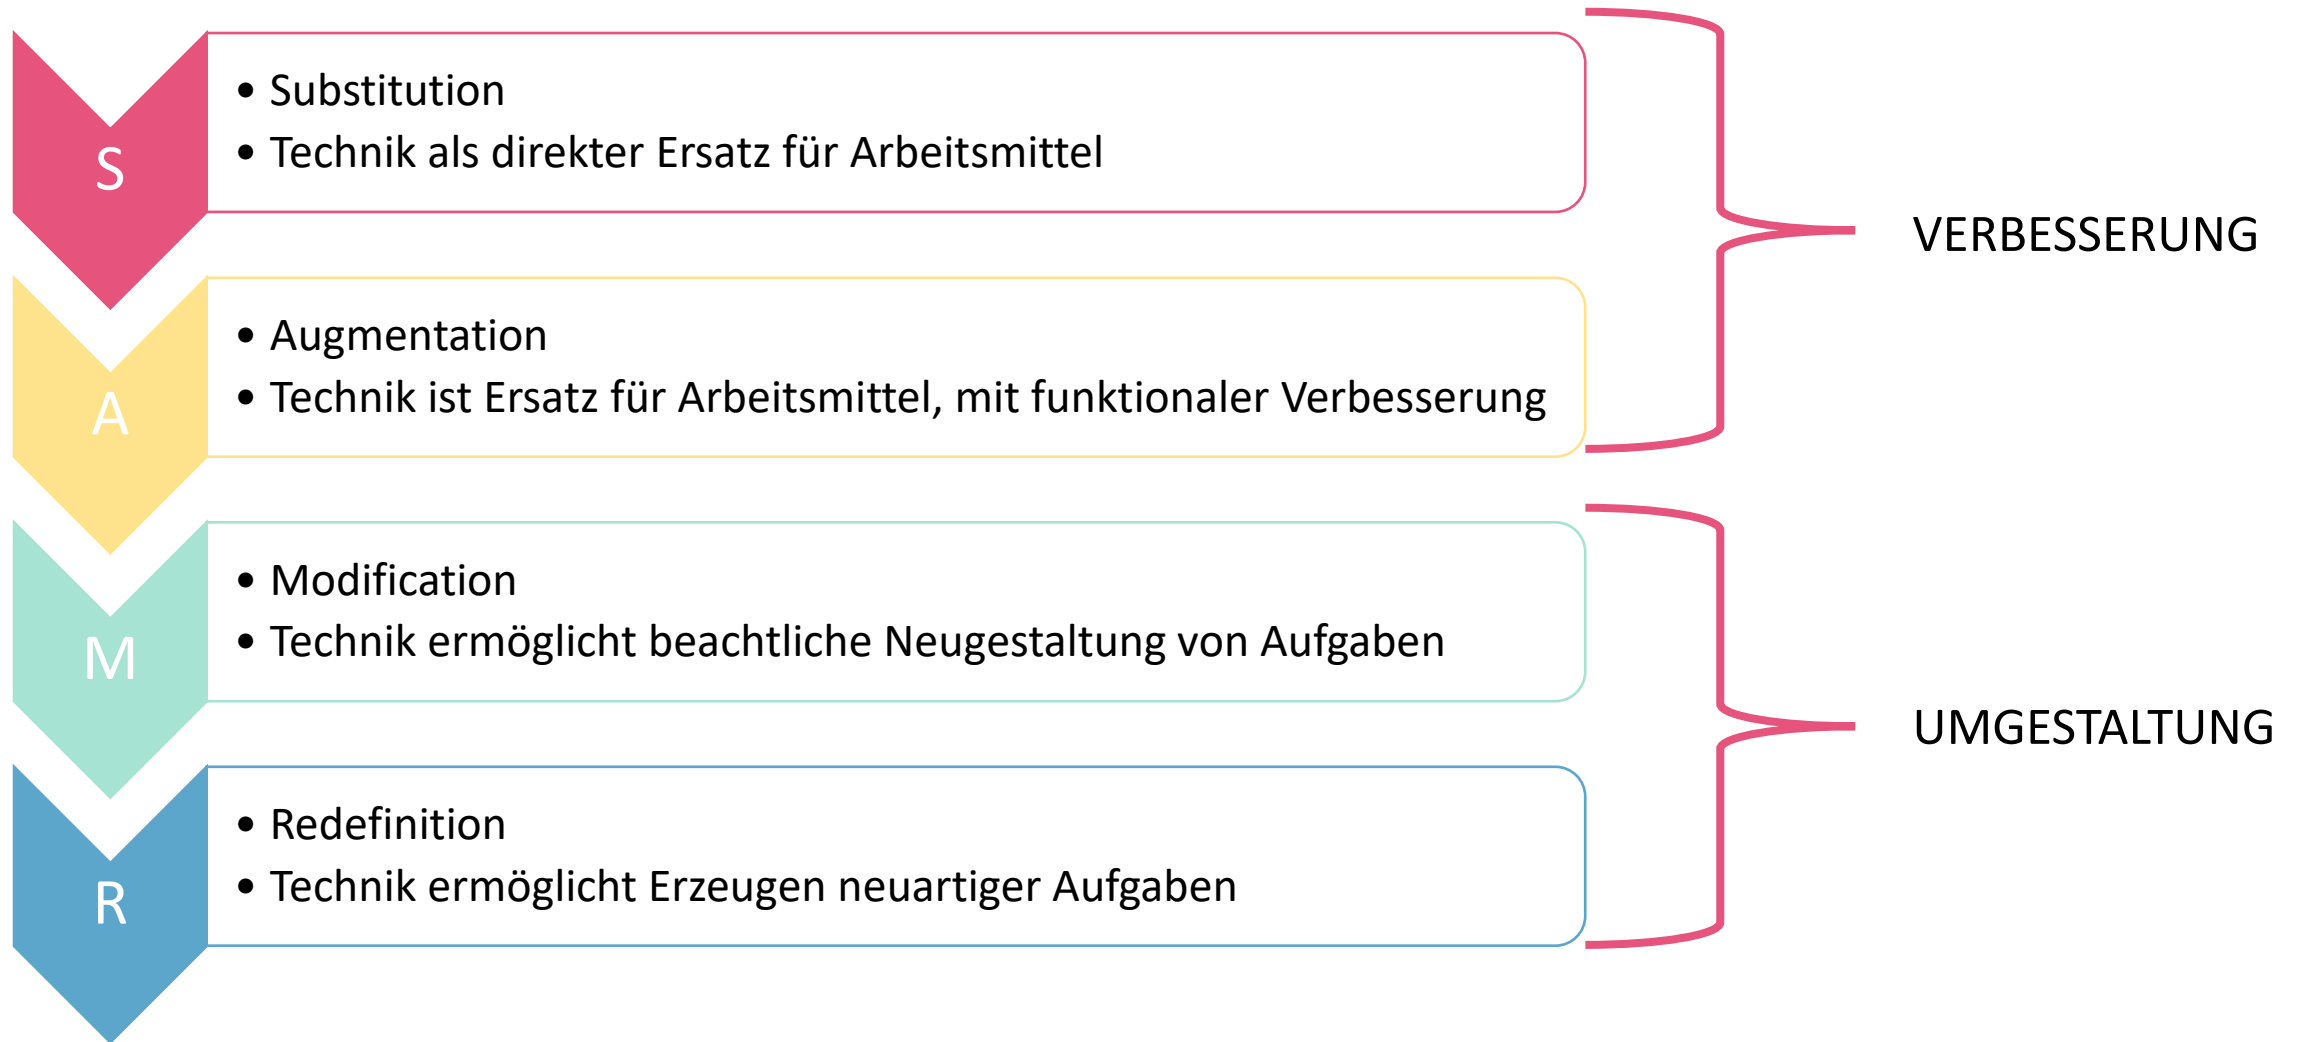 S
• Substitution
• Technik als direkter Ersatz für Arbeitsmittel
VERBESSERUNG
A
• Augmentation
• Technik ist Ersatz für Arbeitsmittel, mit funktionaler Verbesserung
M
• Modification
• Technik ermöglicht beachtliche Neugestaltung von Aufgaben
UMGESTALTUNG
R
• Redefinition
• Technik ermöglicht Erzeugen neuartiger Aufgaben